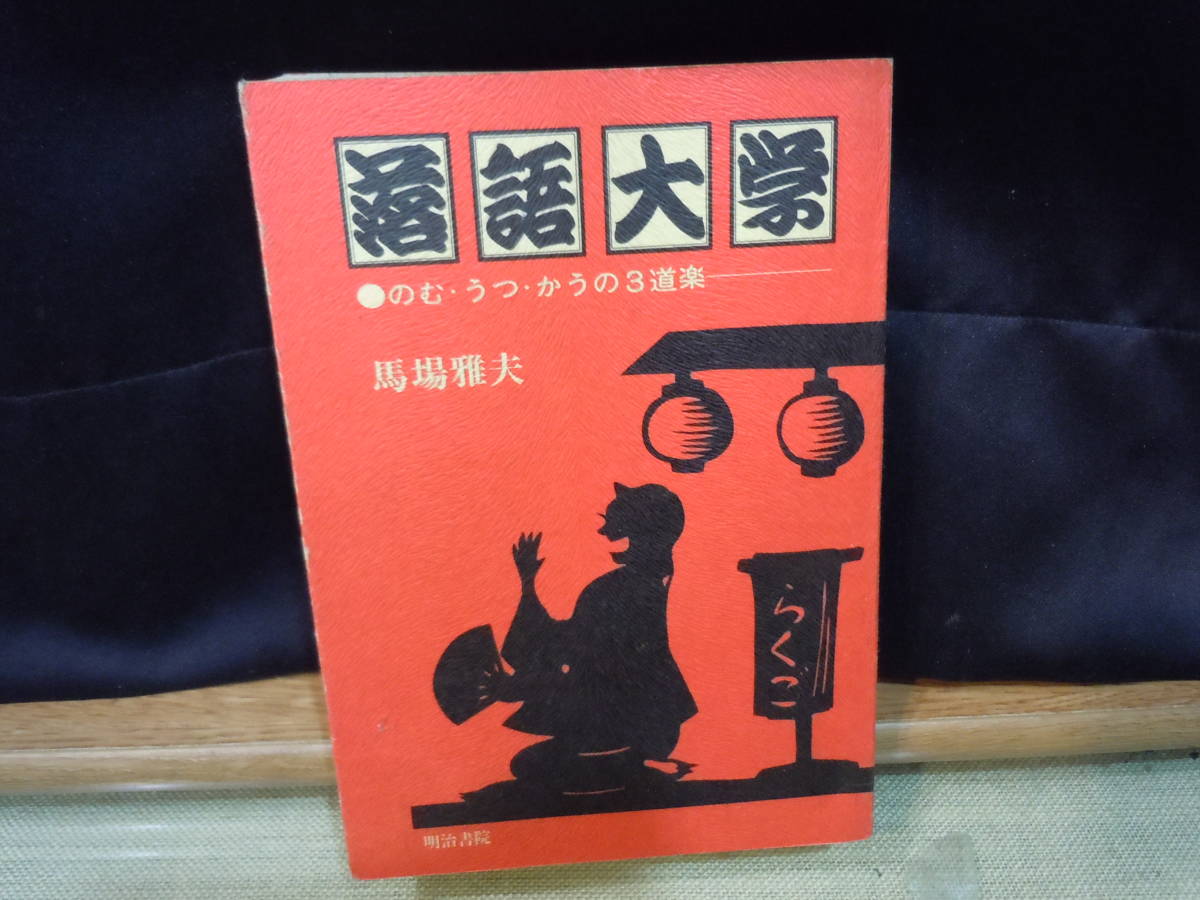 落語大学
●のむ・うつ・かうの3道楽
馬場雅夫
らくご
明治書院